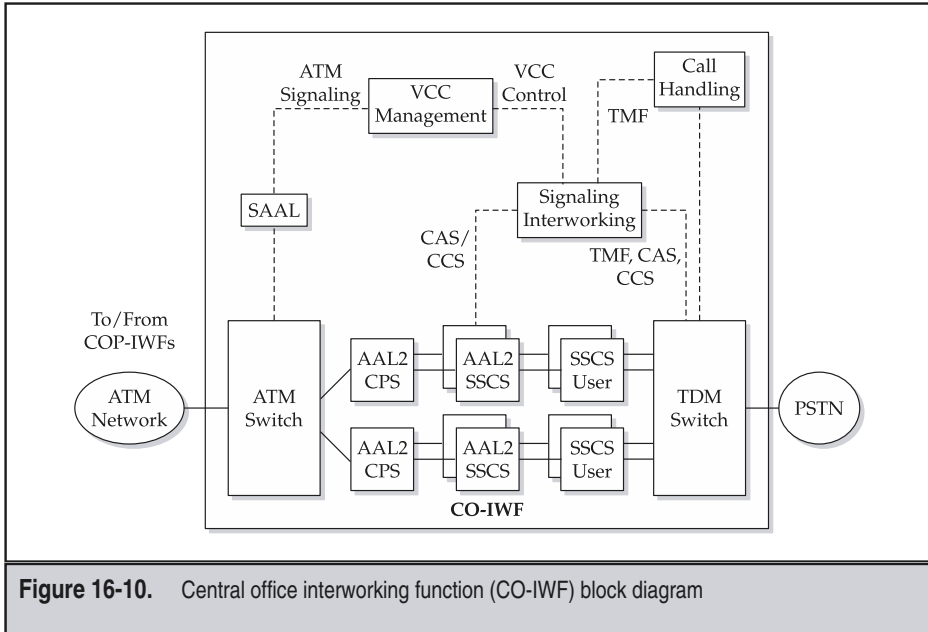 ATM
Signaling
VCC
Management
VCC
Control
Call
Handling
TMF
SAAL
Signaling
Interworking
CAS/
CCS
TMF, CAS,
CCS
To/From
COP-IWFs
ATM
Network
ATM
Switch
AAL2
CPS
AAL2
SSCS
SSCS
User
TDM
Switch
PSTN
AAL2
CPS
AAL2
SSCS
SSCS
User
CO-IWF
Figure 16-10. Central office interworking function (CO-IWF) block diagram